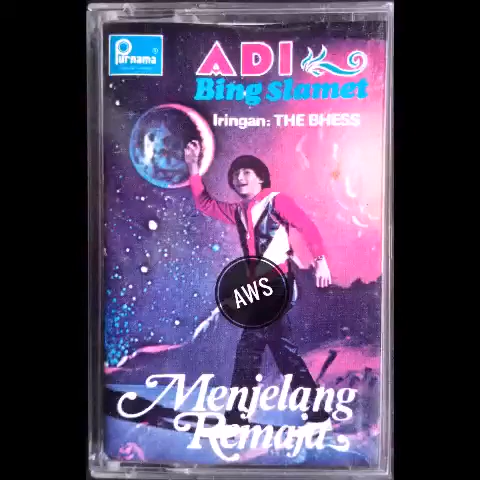 Purnama
ADI
Bing Slamet
Iringan: THE BHESS
AWS
Menjelang
Remaja